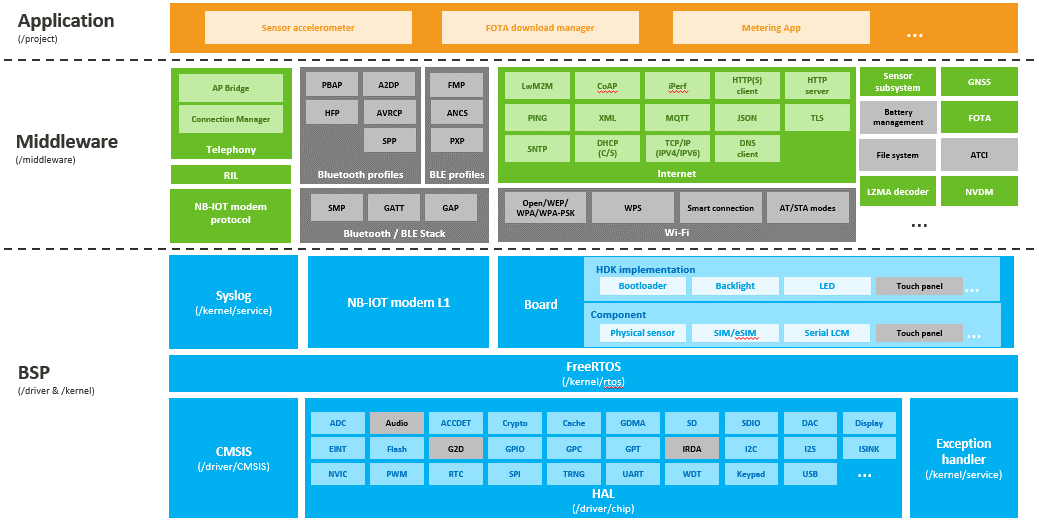 Application
(/project)
Sensor accelerometer
FOTA download manager
Metering App
...
Middleware
(/middleware)
AP Bridge
Connection Manager
Telephony
RIL
NB-IOT modem
protocol
PBAP
A2DP
HFP
AVRCP
SPP
Bluetooth profiles
FMP
ANCS
PXP
BLE profiles
SMP
GATT
GAP
Bluetooth / BLE Stack
LwM2M
CoAP
iPerf
HTTP(S)
client
HTTP
server
PING
XML
MQTT
JSON
TLS
SNTP
DHCP
(C/S)
TCP/IP
(IPV4/IPV6)
DNS
client
Internet
Open/WEP/
WPA/WPA-PSK
WPS
Smart connection
AT/STA modes
Wi-Fi
Sensor
subsystem
GNSS
Battery
management
FOTA
File system
ATCI
LZMA decoder
NVDM
...
BSP
(/driver & /kernel)
Syslog
(/kernel/service)
NB-IOT modem L1
Board
HDK implementation
Bootloader
Backlight
LED
Touch panel
...
Component
Physical sensor
SIM/eSIM
Serial LCM
Touch panel
...
FreeRTOS
(/kernel/rtos)
CMSIS
(/driver/CMSIS)
ADC
Audio
ACCDET
Crypto
Cache
GDMA
SD
SDIO
DAC
Display
EINT
Flash
G2D
GPIO
GPC
GPT
IRDA
I2C
I2S
ISINK
NVIC
PWM
RTC
SPI
TRNG
UART
WDT
Keypad
USB
...
HAL
(/driver/chip)
Exception
handler
(/kernel/service)